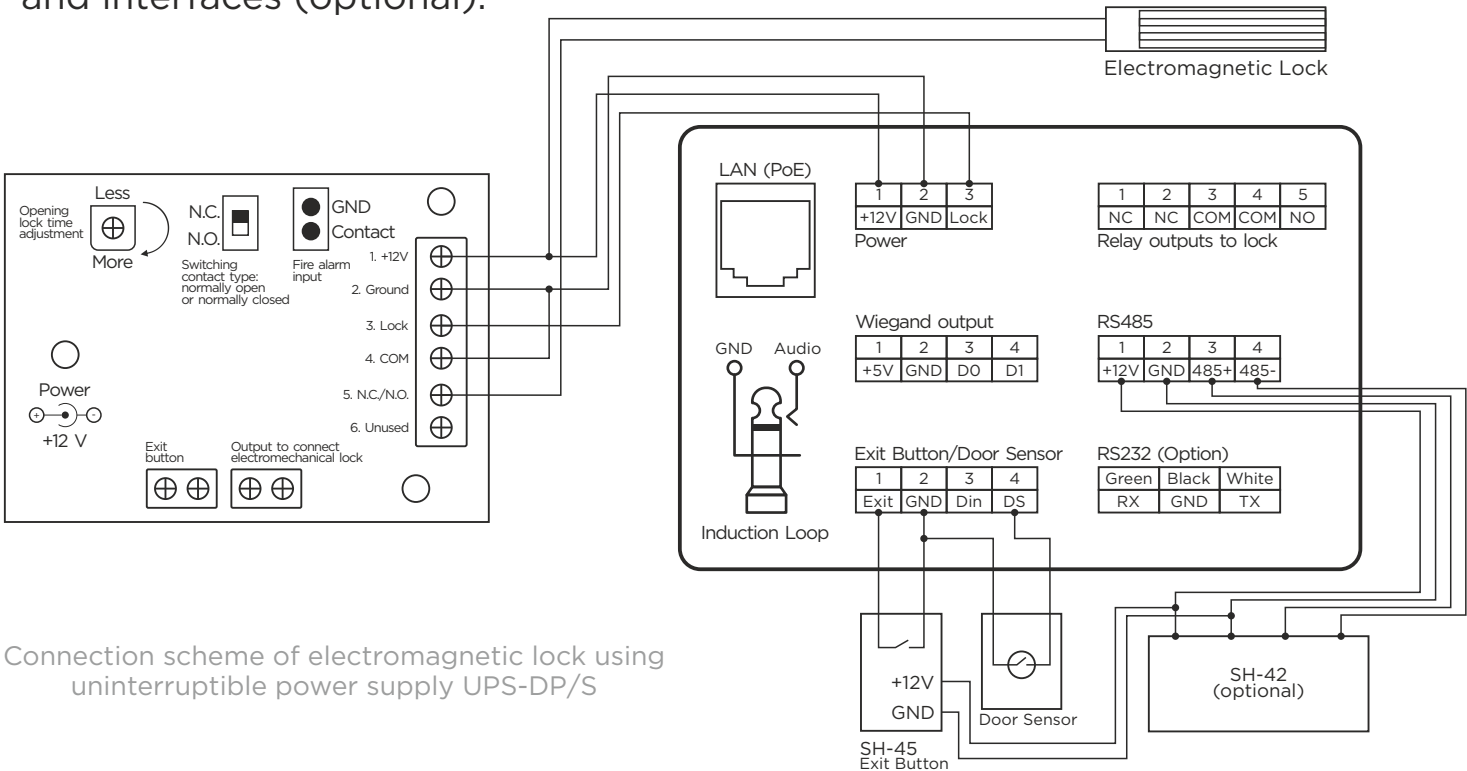 and interfaces (optional).
Electromagnetic Lock
Less
Opening
lock time
adjustment
More
N.C.
N.O.
Switching
contact type:
normally open
or normally closed
GND
Contact
Fire alarm
input
1. +12V
2. Ground
3. Lock
4. COM
5. N.C./N.O.
6. Unused
Power
+ -
+12 V
Exit
button
Output to connect
electromechanical lock
LAN (PoE)
1 2 3
+12V GND Lock
Power
1 2 3 4 5
NC NC COM COM NO
Relay outputs to lock
Wiegand output
1 2 3 4
+5V GND D0 D1
RS485
1 2 3 4
+12V GND 485+ 485-
GND Audio
Induction Loop
Exit Button/Door Sensor
1 2 3 4
Exit GND Din DS
RS232 (Option)
Green Black White
RX GND TX
+12V
GND
SH-45
Exit Button
Door Sensor
SH-42
(optional)
Connection scheme of electromagnetic lock using
uninterruptible power supply UPS-DP/S